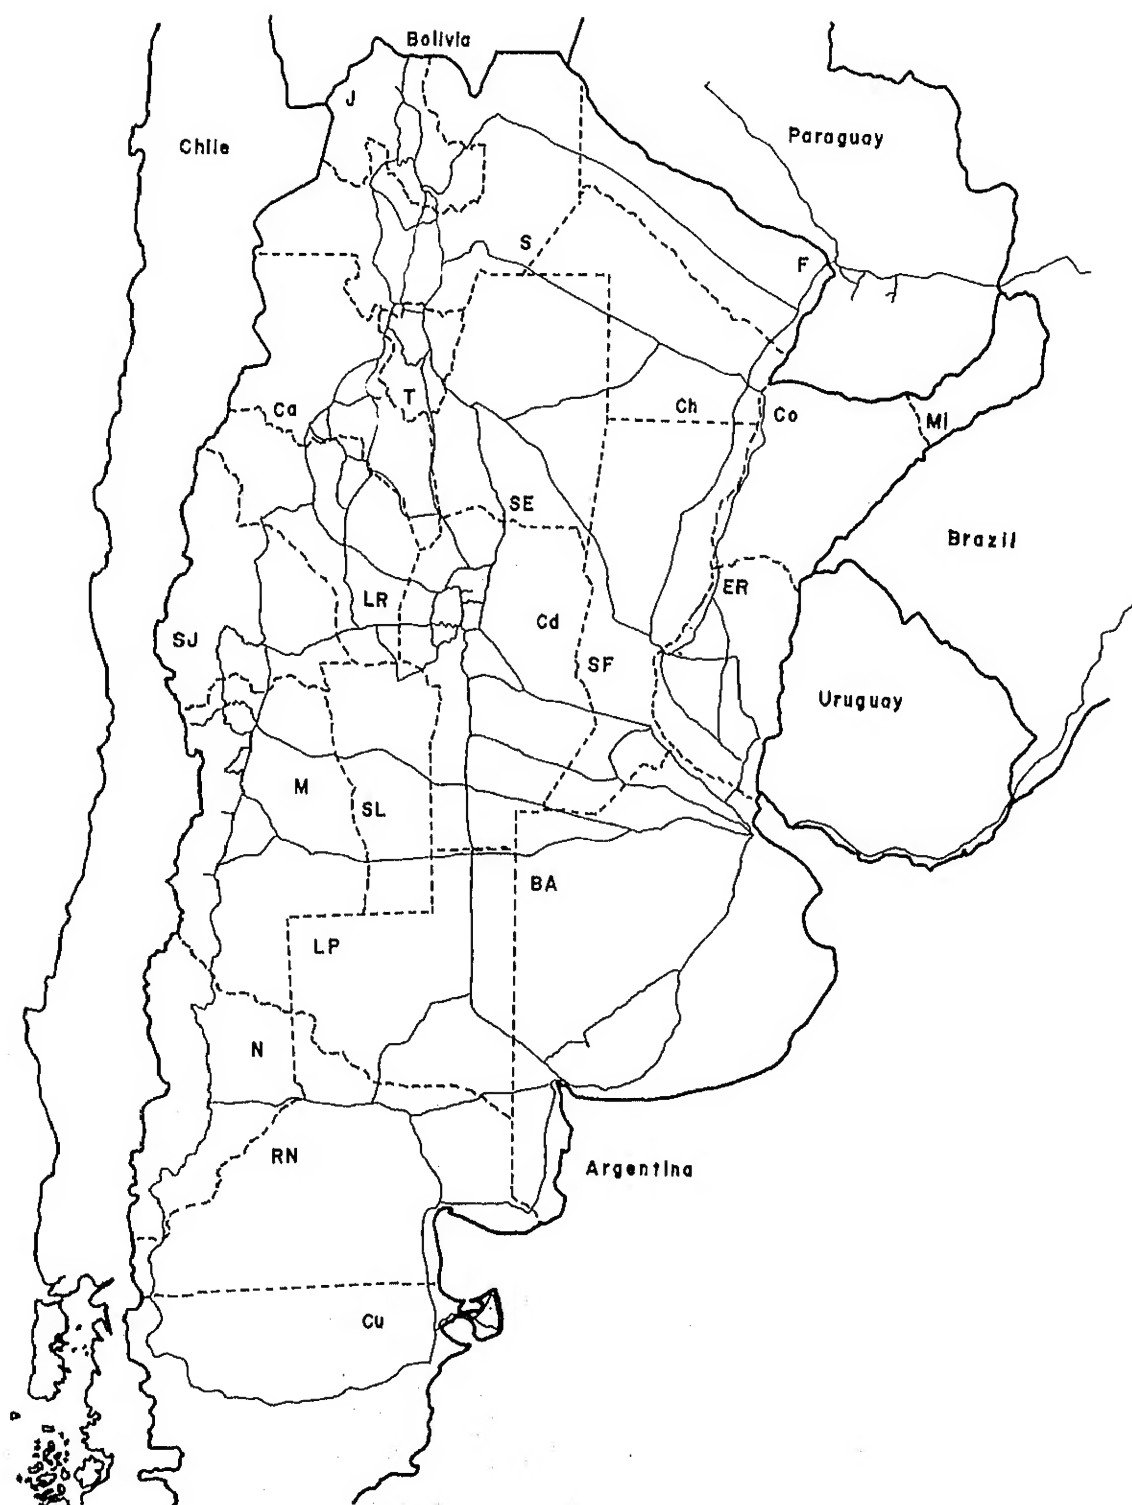 Bolivia
J
Chile
Paraguay
S
F
T
Ca
Ch
Co
Mi
SE
Brazil
LR
ER
SJ
Cd
SF
Uruguay
M
SL
BA
LP
N
RN
Argentina
Cu